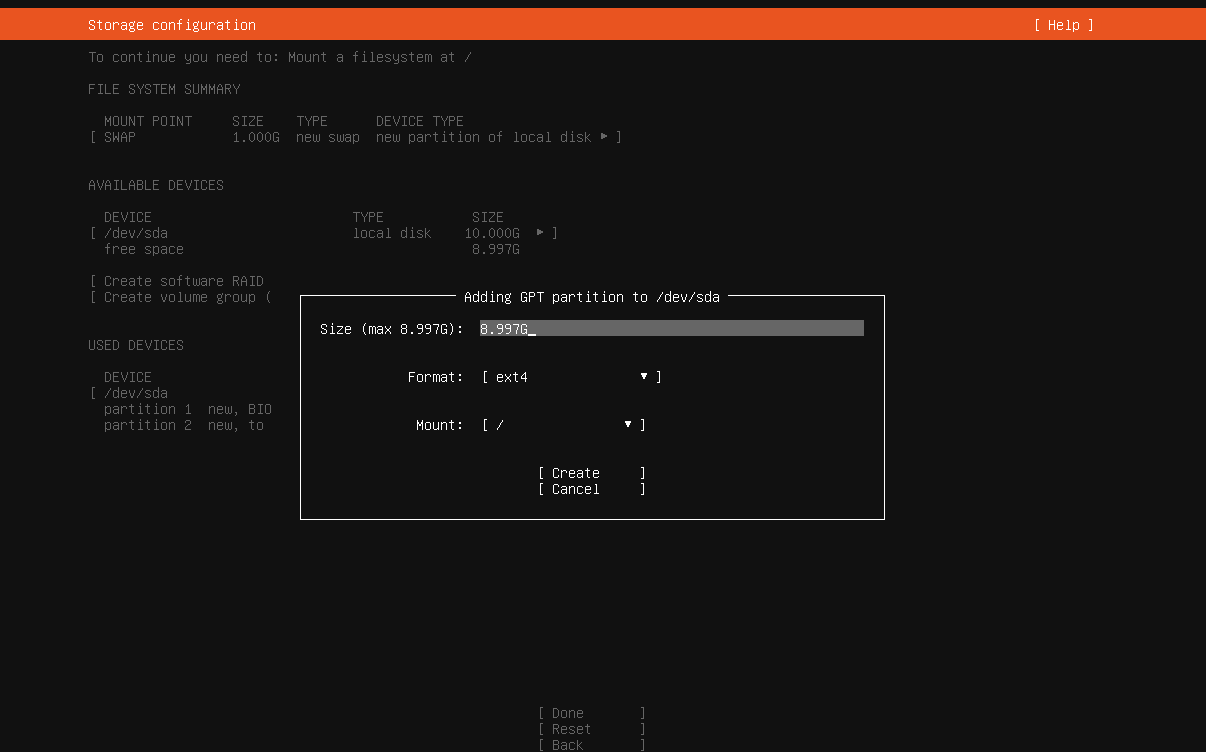 Storage configuration [ Help ]
To continue you need to: Mount a filesystem at /
FILE SYSTEM SUMMARY
MOUNT POINT SIZE TYPE DEVICE TYPE
[ SWAP 1.000G new swap new partition of local disk ▸ ]
AVAILABLE DEVICES
DEVICE TYPE SIZE
[ /dev/sda local disk 10.000G ▸ ]
free space 8.997G
[ Create software RAID
[ Create volume group (
Adding GPT partition to /dev/sda
Size (max 8.997G): 8.997G_
Format: [ ext4 ▾ ]
Mount: [ / ▾ ]
[ Create ]
[ Cancel ]
USED DEVICES
DEVICE
[ /dev/sda
partition 1 new, BIO
partition 2 new, to
[ Done ]
[ Reset ]
[ Back ]